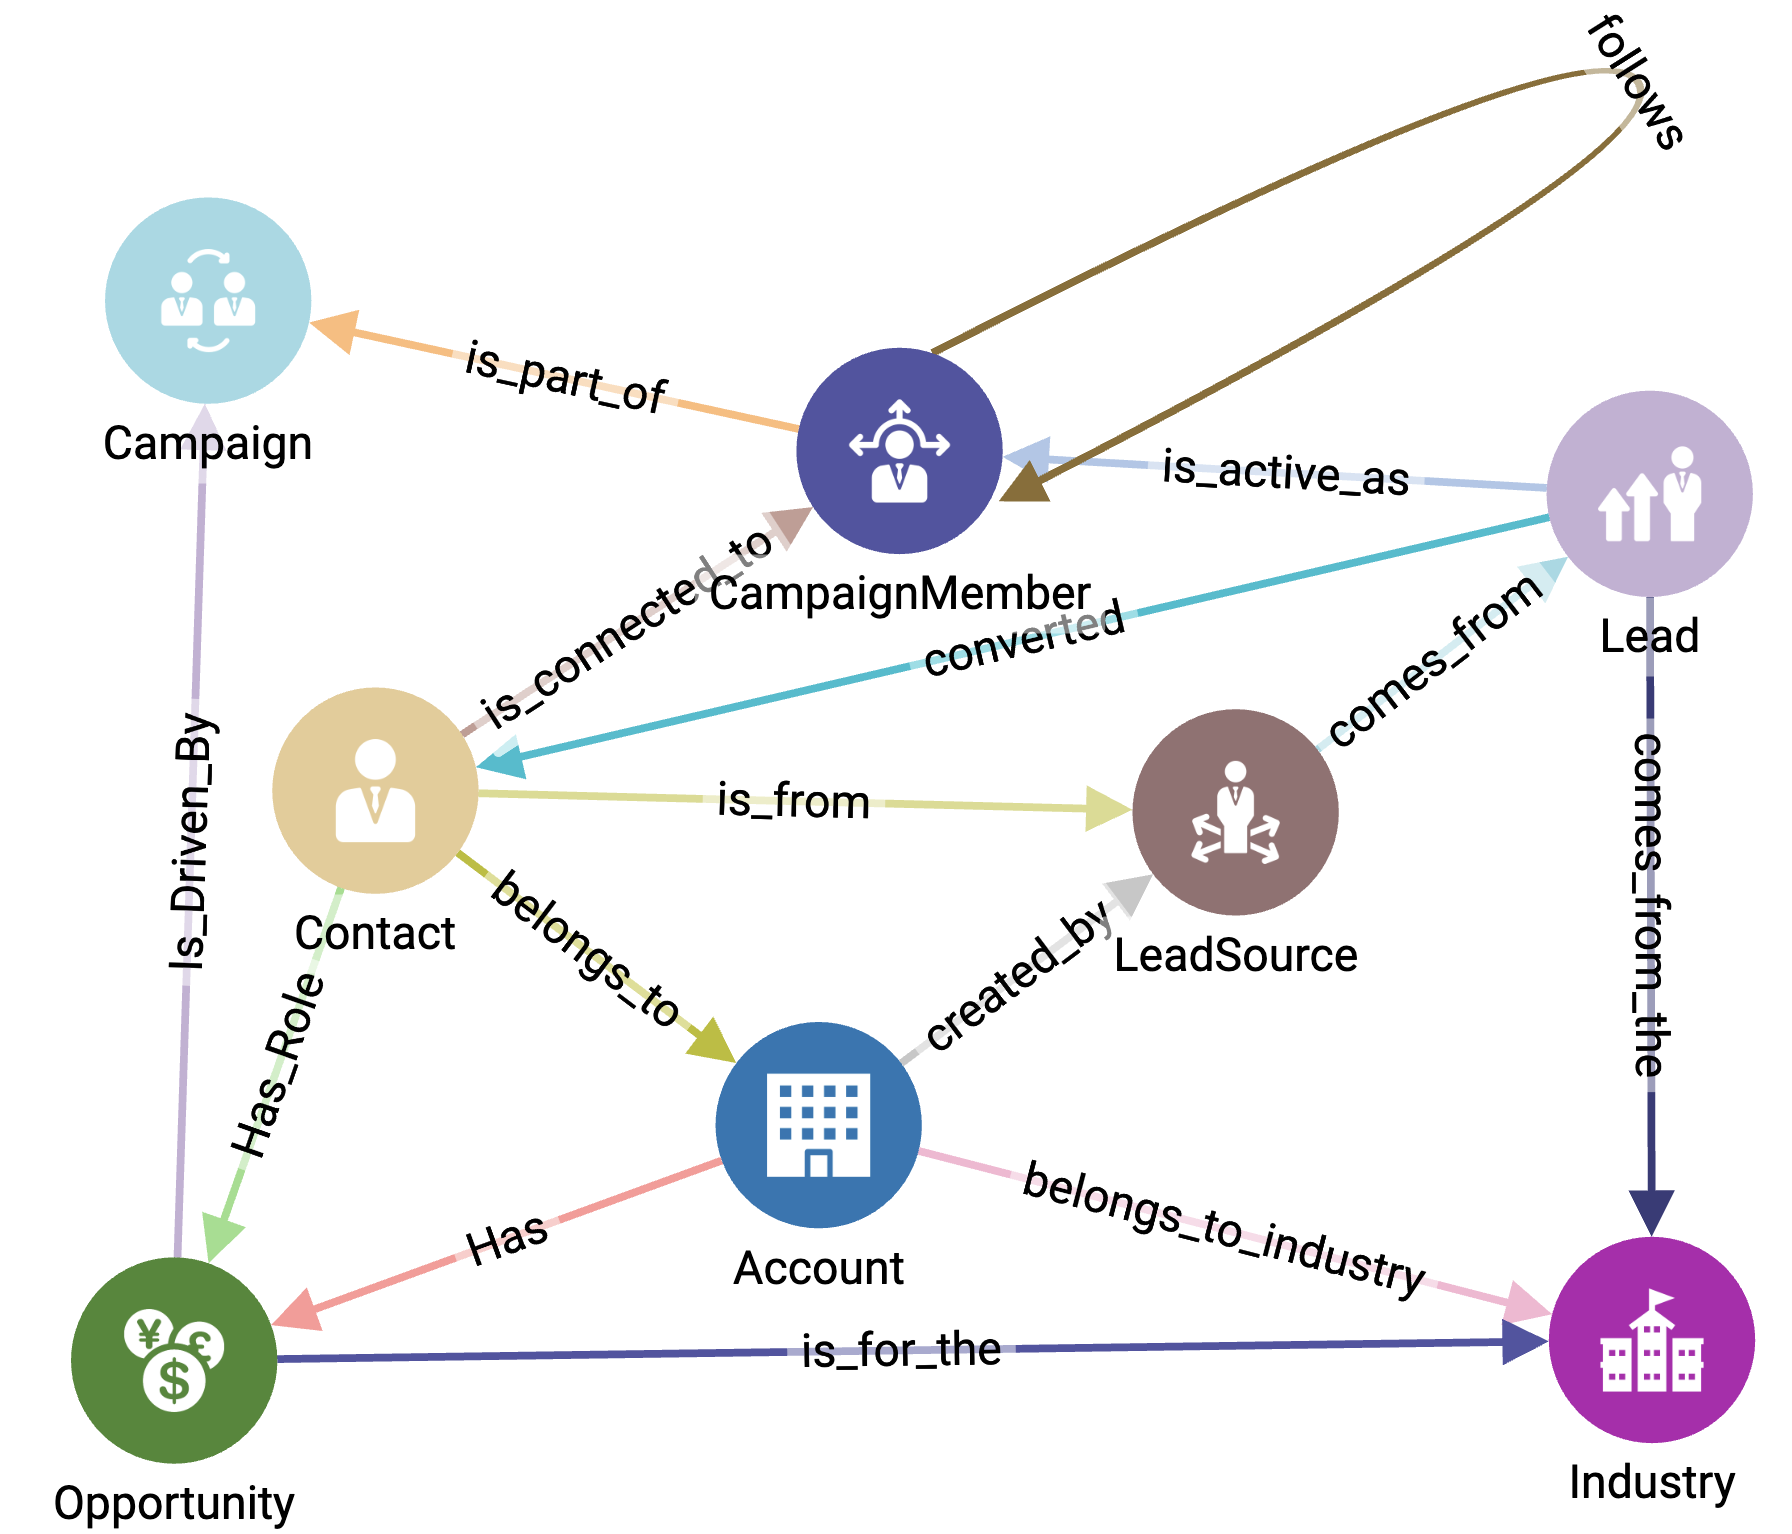 follows
is_part_of
Campaign
is_active_as
is_connected_to
CampaignMember
converted
comes_from
Lead
Is_Driven_By
is_from
comes_from_the
Contact
belongs_to
created_by
LeadSource
Has_Role
Has
Account
belongs_to_industry
¥
£
$
is_for_the
Opportunity
Industry